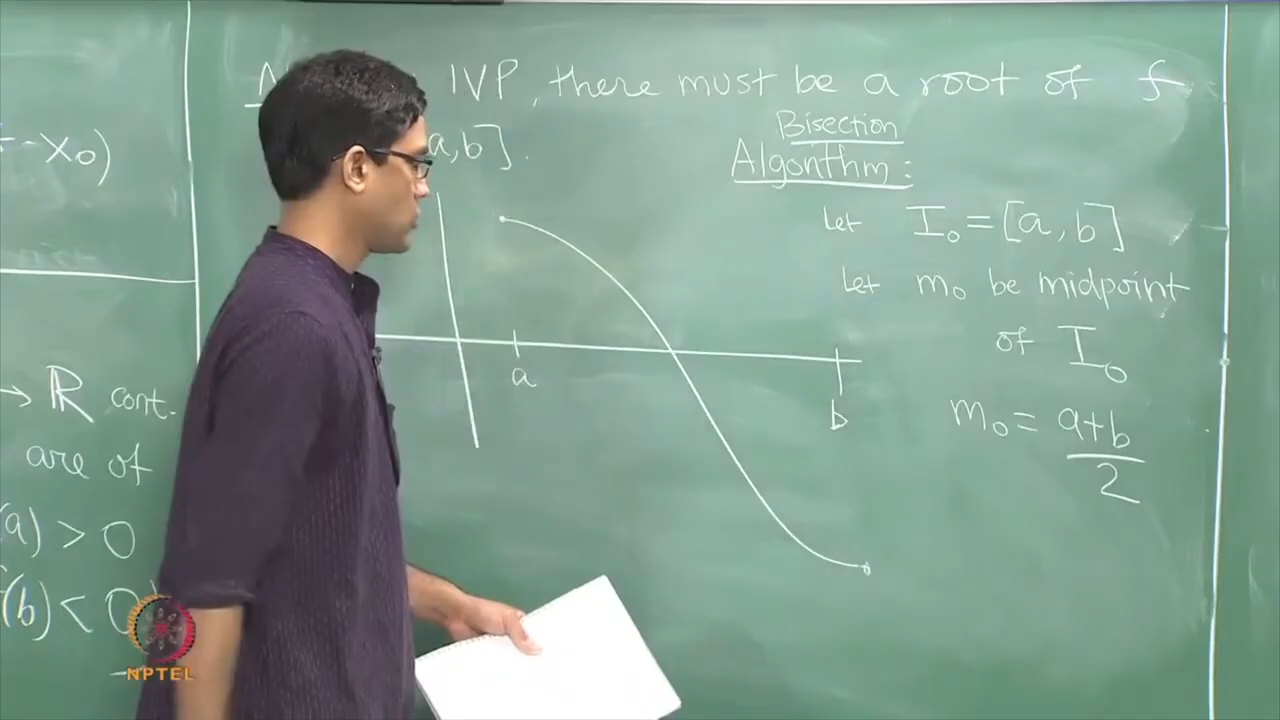 IVP, there must be a root of f
a,b].
Bisection
Algorithm:
Let I₀ = [a, b]
Let m₀ be midpoint
of I₀
m₀ = a+b
2
a
b
-X₀)
→ ℝ cont.
are of
(a) > 0
(b) < 0
NPTEL